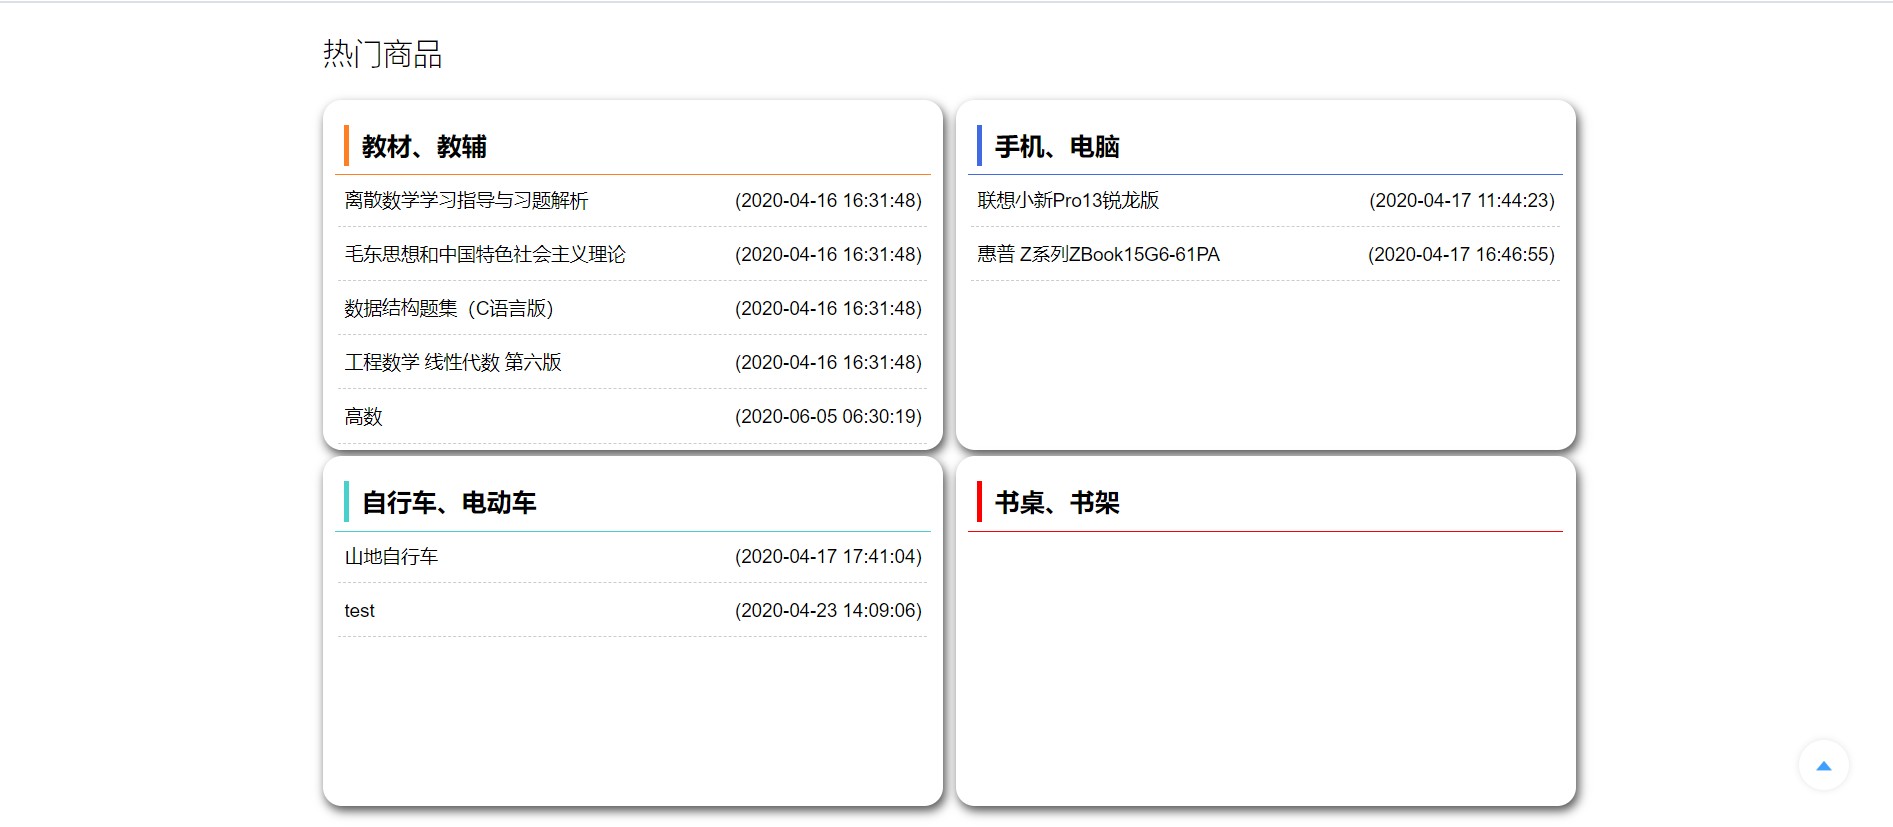 热门商品
教材、教辅
离散数学学习指导与习题解析 (2020-04-16 16:31:48)
毛东思想和中国特色社会主义理论 (2020-04-16 16:31:48)
数据结构题集（C语言版） (2020-04-16 16:31:48)
工程数学 线性代数 第六版 (2020-04-16 16:31:48)
高数 (2020-06-05 06:30:19)
手机、电脑
联想小新Pro13锐龙版 (2020-04-17 11:44:23)
惠普 Z系列ZBook15G6-61PA (2020-04-17 16:46:55)
自行车、电动车
山地自行车 (2020-04-17 17:41:04)
test (2020-04-23 14:09:06)
书桌、书架